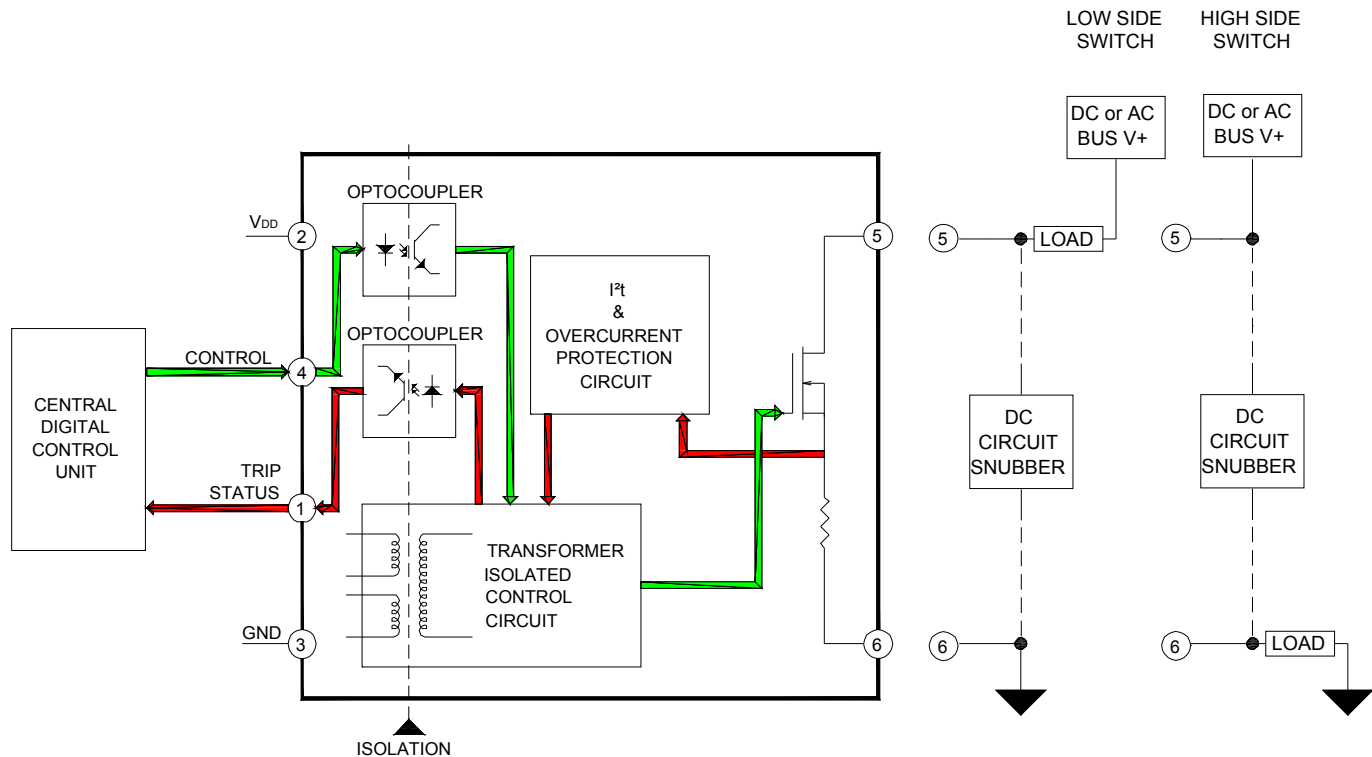 LOW SIDE
SWITCH
HIGH SIDE
SWITCH
DC or AC
BUS V+
DC or AC
BUS V+
OPTOCOUPLER
VDD
2
5
5
LOAD
5
I²t
&
OVERCURRENT
PROTECTION
CIRCUIT
OPTOCOUPLER
CONTROL
4
CENTRAL
DIGITAL
CONTROL
UNIT
DC
CIRCUIT
SNUBBER
DC
CIRCUIT
SNUBBER
TRIP
STATUS
1
TRANSFORMER
ISOLATED
CONTROL
CIRCUIT
GND
3
6
6
6
LOAD
ISOLATION